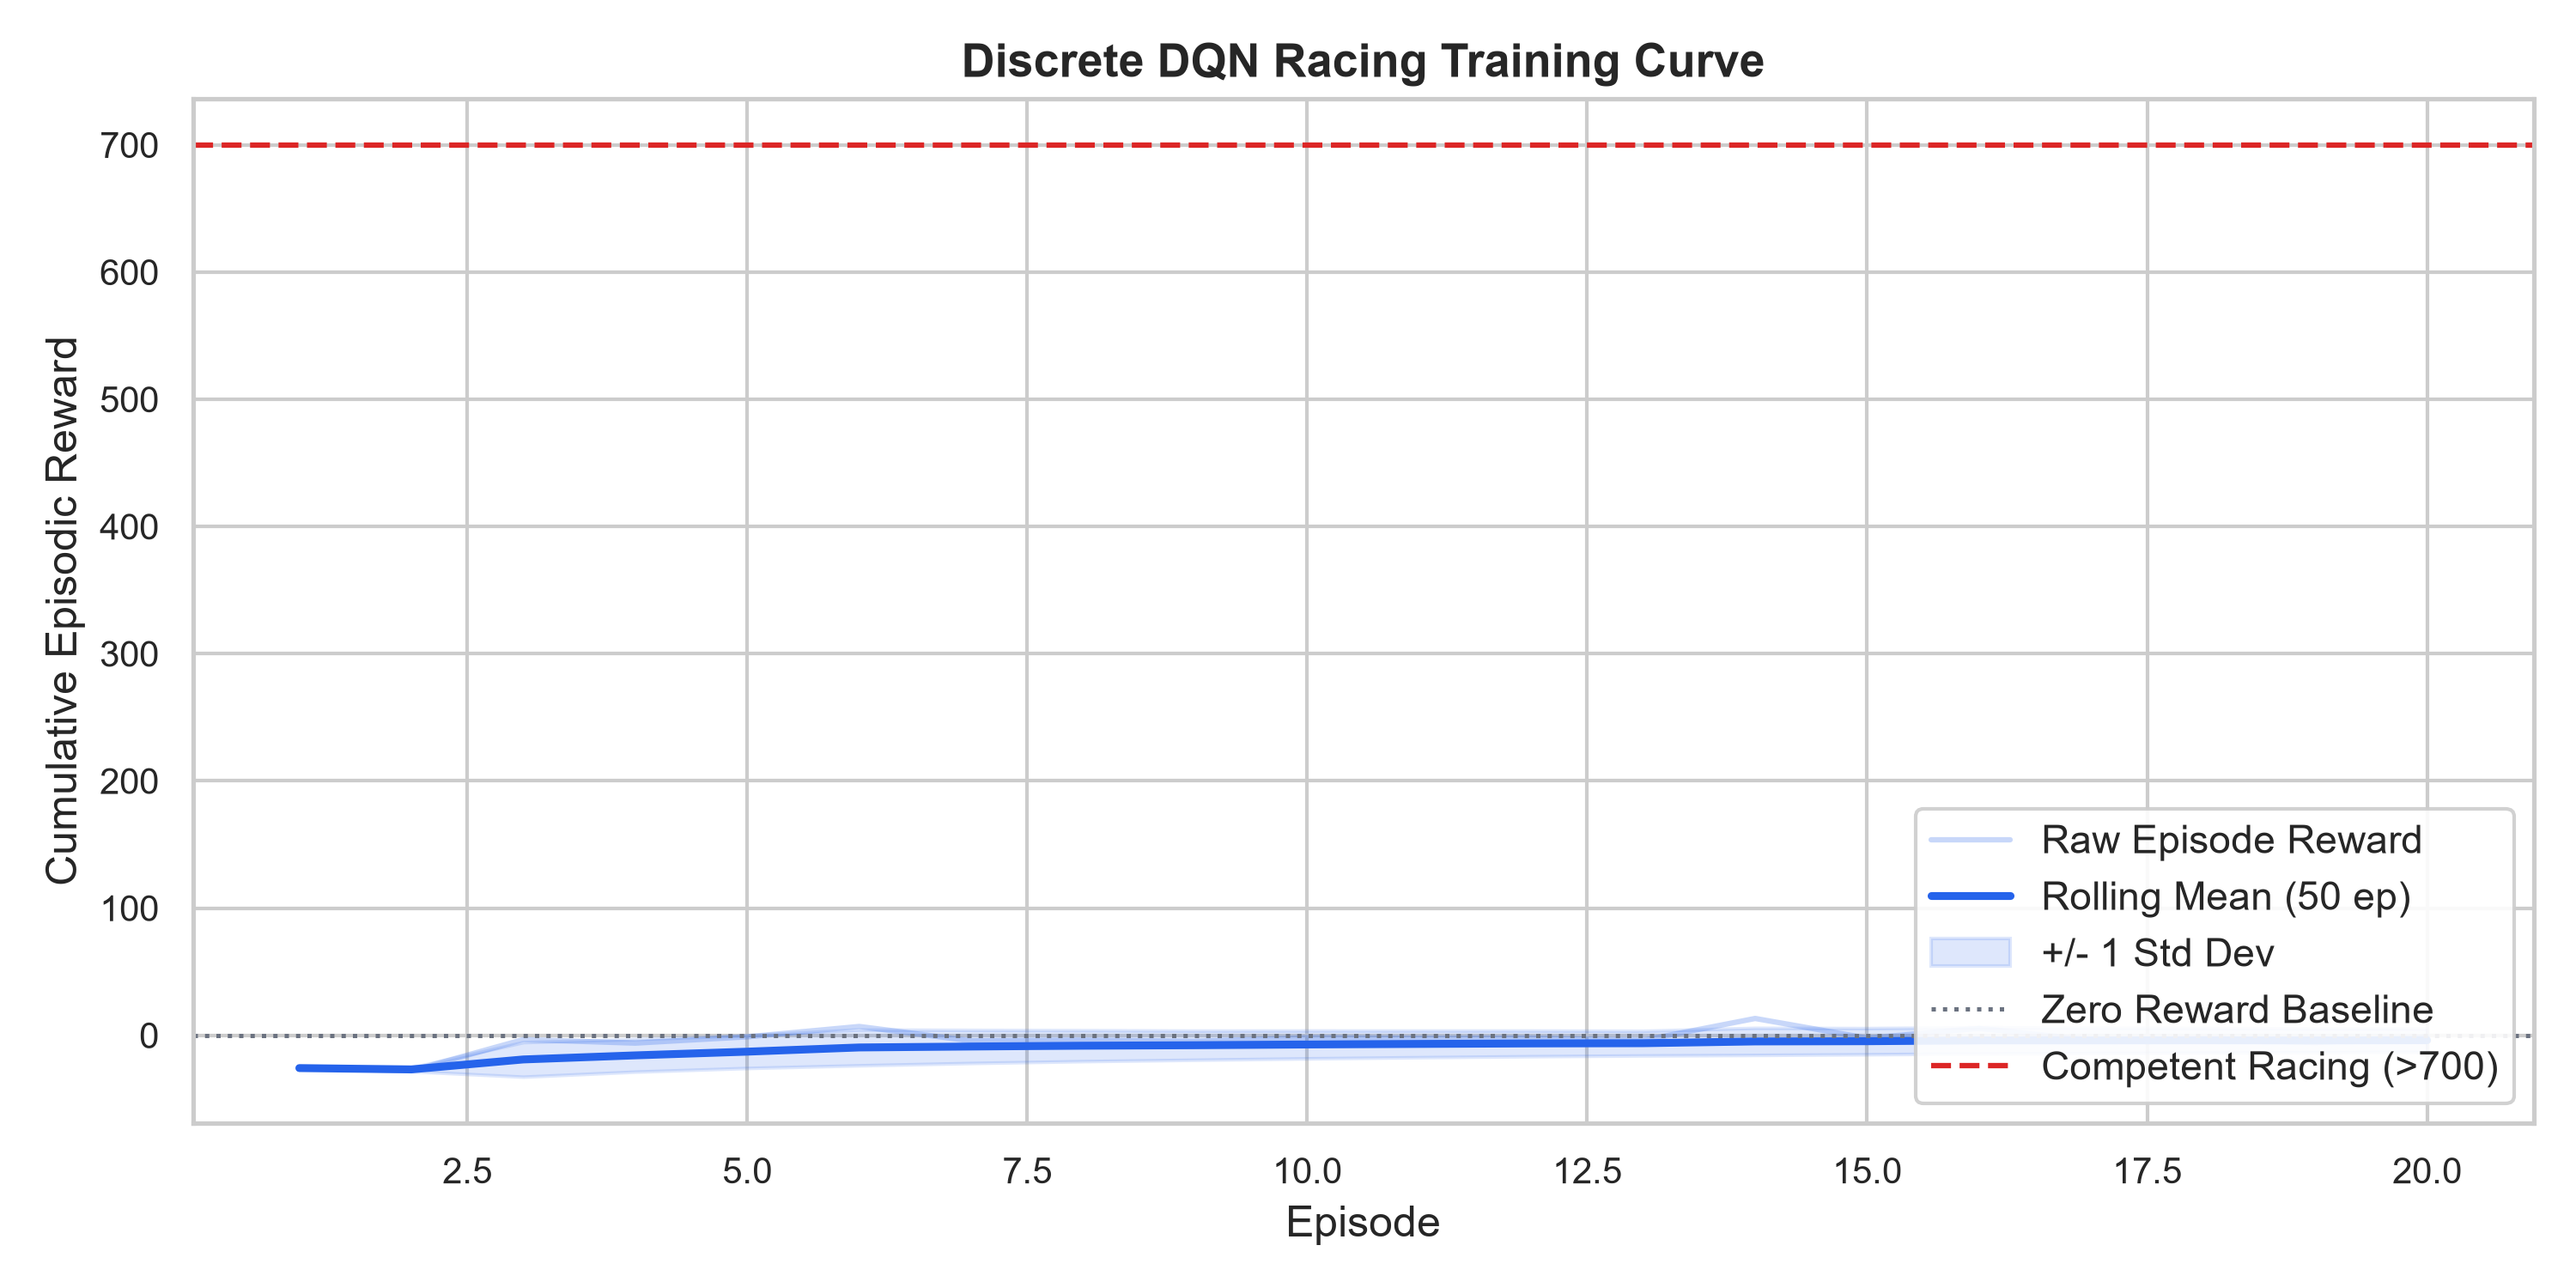 Discrete DQN Racing Training Curve
Cumulative Episodic Reward
700
600
500
400
300
200
100
0
Raw Episode Reward
Rolling Mean (50 ep)
+/- 1 Std Dev
Zero Reward Baseline
Competent Racing (>700)
2.5 5.0 7.5 10.0 12.5 15.0 17.5 20.0
Episode